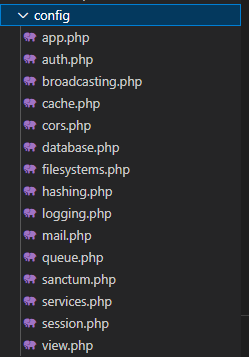 config
app.php
auth.php
broadcasting.php
cache.php
cors.php
database.php
filesystems.php
hashing.php
logging.php
mail.php
queue.php
sanctum.php
services.php
session.php
view.php